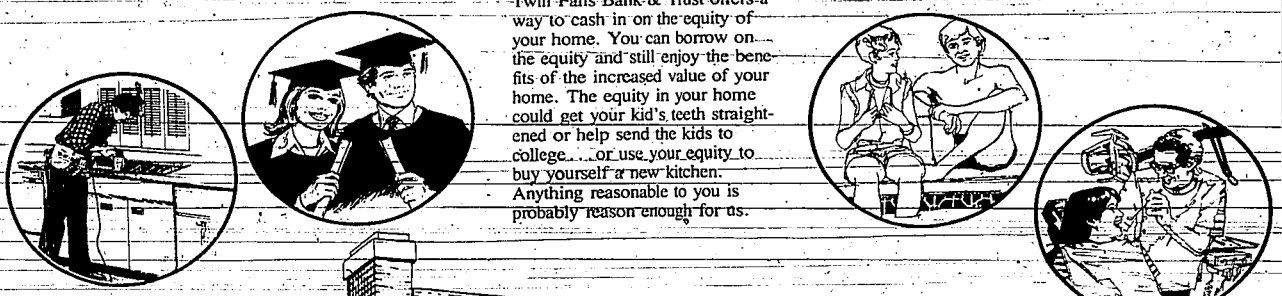 Twin Falls Bank & Trust offers a
way to cash in on the equity of
your home. You can borrow on
the equity and still enjoy the bene-
fits of the increased value of your
home. The equity in your home
could get your kid's teeth straight-
ened or help send the kids to
college. . . or use your equity to
buy yourself a new kitchen.
Anything reasonable to you is
probably reason enough for us.